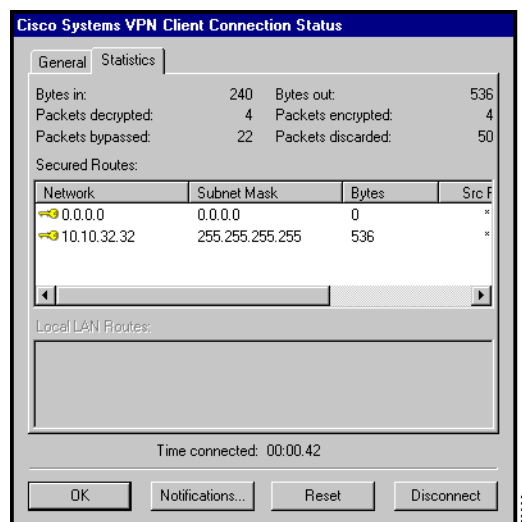 Cisco Systems VPN Client Connection Status
General Statistics
Bytes in: 240 Bytes out: 536
Packets decrypted: 4 Packets encrypted: 4
Packets bypassed: 22 Packets discarded: 50
Secured Routes:
Network Subnet Mask Bytes Src
0.0.0.0 0.0.0.0 0 *
10.10.32.32 255.255.255.255 536 *
Local LAN Routes:
Time connected: 00:00.42
OK Notifications... Reset Disconnect